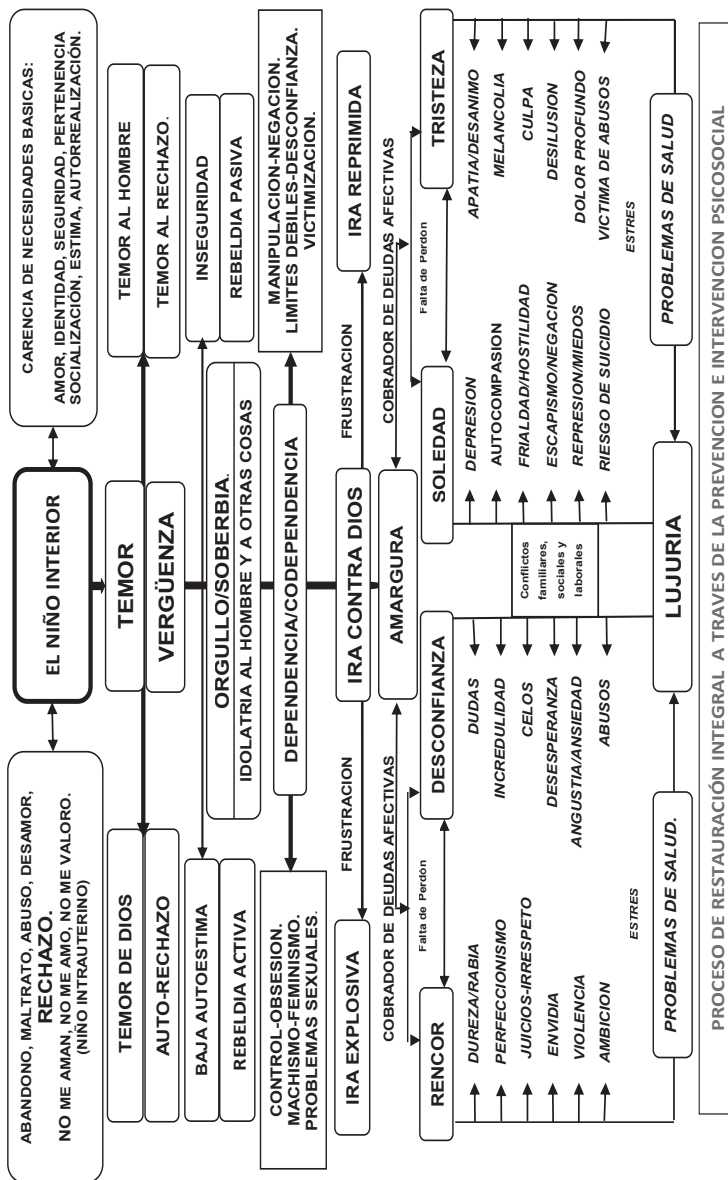 ABANDONO, MALTRATO, ABUSO, DESAMOR,
RECHAZO.
NO ME AMAN, NO ME AMO, NO ME VALORO.
(NIÑO INTRAUTERINO)
EL NIÑO INTERIOR
CARENCIA DE NECESIDADES BASICAS:
AMOR, IDENTIDAD, SEGURIDAD, PERTENENCIA
SOCIALIZACIÓN, ESTIMA, AUTORREALIZACIÓN.
TEMOR DE DIOS
AUTO-RECHAZO
TEMOR
VERGÜENZA
TEMOR AL HOMBRE
TEMOR AL RECHAZO.
BAJA AUTOESTIMA
REBELDIA ACTIVA
ORGULLO/SOBERBIA.
IDOLATRIA AL HOMBRE Y A OTRAS COSAS
INSEGURIDAD
REBELDIA PASIVA
CONTROL-OBSESION.
MACHISMO-FEMINISMO.
PROBLEMAS SEXUALES.
DEPENDENCIA/CODEPENDENCIA
MANIPULACION-NEGACION.
LIMITES DEBILES-DESCONFIANZA.
VICTIMIZACION.
IRA EXPLOSIVA
FRUSTRACION
IRA CONTRA DIOS
FRUSTRACION
IRA REPRIMIDA
COBRADOR DE DEUDAS AFECTIVAS
AMARGURA
COBRADOR DE DEUDAS AFECTIVAS
Falta de Perdón
Falta de Perdón
RENCOR
DESCONFIANZA
SOLEDAD
TRISTEZA
DUREZA/RABIA
PERFECCIONISMO
JUICIOS-IRRESPETO
ENVIDIA
VIOLENCIA
AMBICION
DUDAS
INCREDULIDAD
CELOS
DESESPERANZA
ANGUSTIA/ANSIEDAD
ABUSOS
Conflictos
familiares,
sociales y
laborales
DEPRESION
AUTOCOMPASION
FRIALDAD/HOSTILIDAD
ESCAPISMO/NEGACION
REPRESION/MIEDOS
RIESGO DE SUICIDIO
APATIA/DESANIMO
MELANCOLIA
CULPA
DESILUSION
DOLOR PROFUNDO
VICTIMA DE ABUSOS
ESTRES
ESTRES
PROBLEMAS DE SALUD.
LUJURIA
PROBLEMAS DE SALUD
PROCESO DE RESTAURACIÓN INTEGRAL A TRAVES DE LA PREVENCION E INTERVENCION PSICOSOCIAL